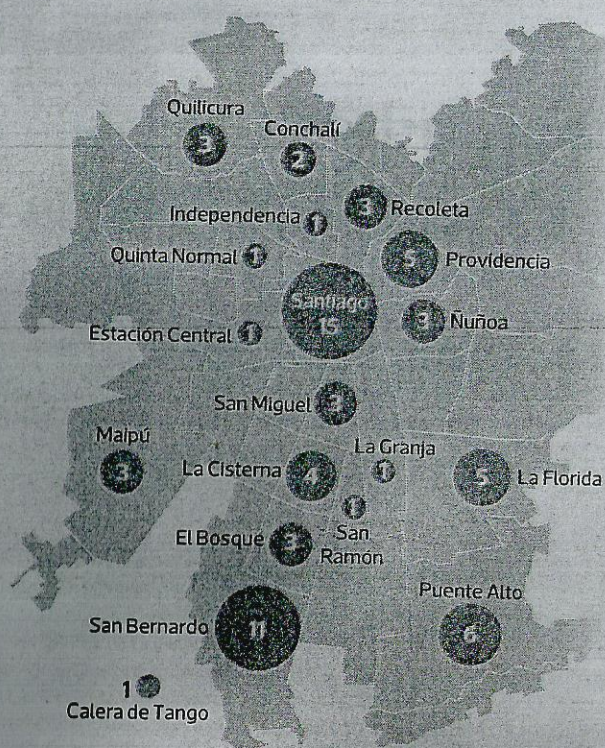 Quilicura
3
Conchalí
2
Independencia 1
3 Recoleta
Quinta Normal 1
5 Providencia
Santiago
15
Estación Central 1
3 Ñuñoa
San Miguel 3
Maipú
3
La Cisterna 4
La Granja
1
5 La Florida
1
San
Ramón
El Bosque 3
San Bernardo 11
Puente Alto
6
1
Calera de Tango